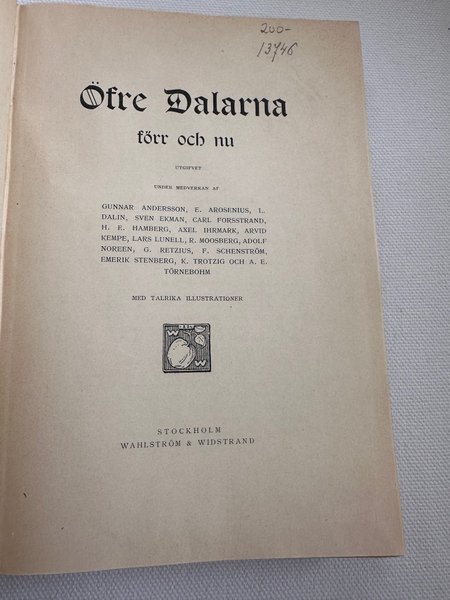 200-
13746
Öfre Dalarna
förr och nu
UTGIFVET
UNDER MEDVERKAN AF
GUNNAR ANDERSSON, E. AROSENIUS, L.
DALIN, SVEN EKMAN, CARL FORSSTRAND,
H. E. HAMBERG, AXEL IHRMARK, ARVID
KEMPE, LARS LUNELL, R. MOOSBERG, ADOLF
NOREEN, G. RETZIUS, F. SCHENSTRÖM,
EMERIK STENBERG, K. TROTZIG OCH A. E.
TÖRNEBOHM
MED TALRIKA ILLUSTRATIONER
W W
STOCKHOLM
WAHLSTRÖM & WIDSTRAND